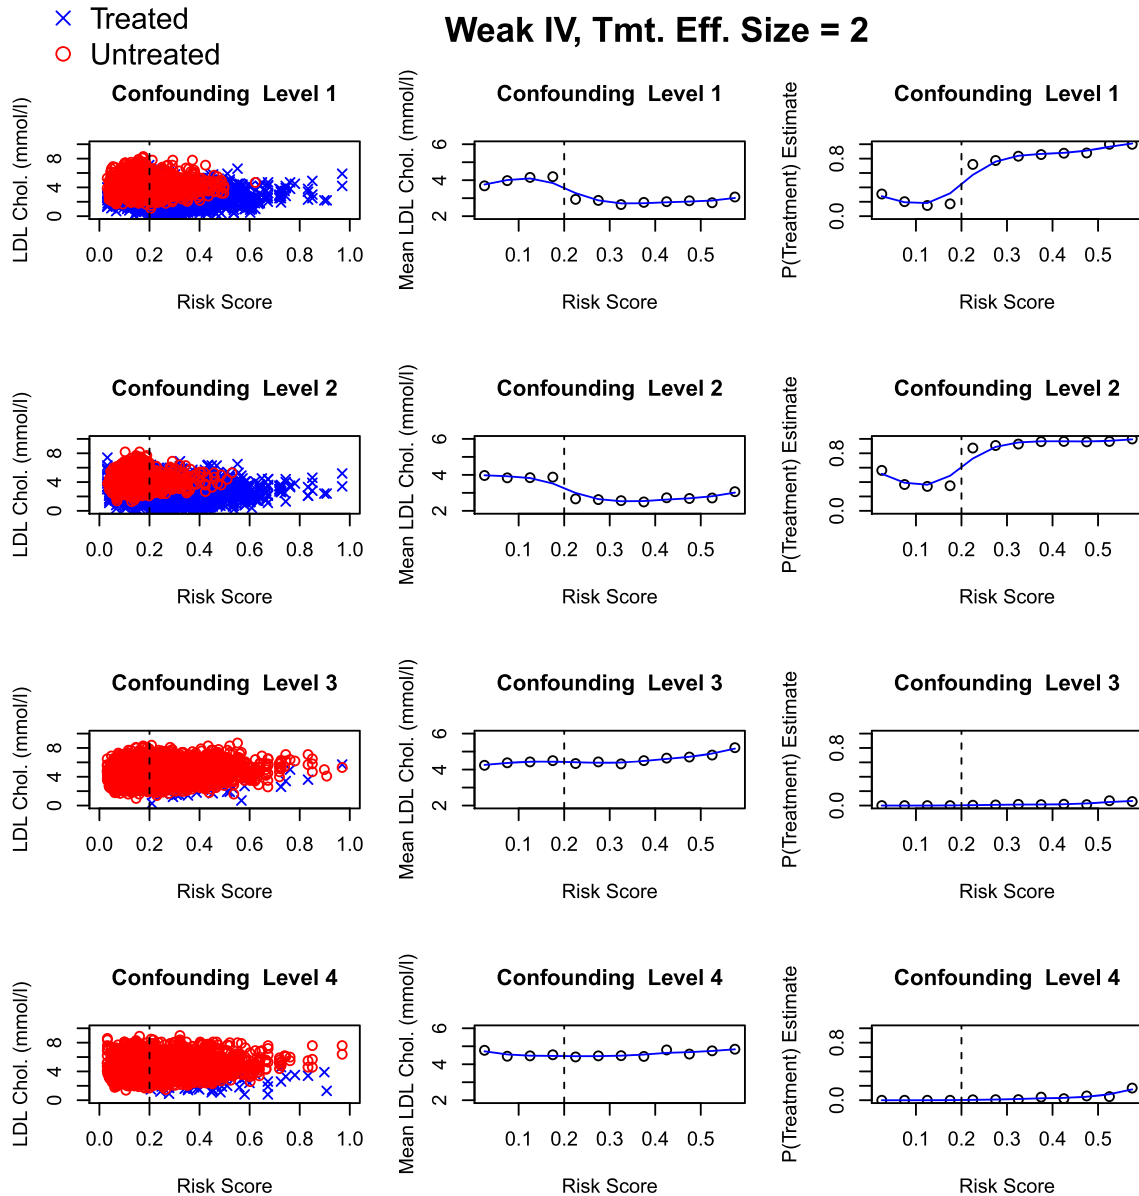 Treated
Untreated
Weak IV, Tmt. Eff. Size = 2
Confounding Level 1
LDL Chol. (mmol/l)
0 4 8
0.0 0.2 0.4 0.6 0.8 1.0
Risk Score
Confounding Level 1
Mean LDL Chol. (mmol/l)
2 4 6
0.1 0.2 0.3 0.4 0.5
Risk Score
Confounding Level 1
P(Treatment) Estimate
0.0 0.8
0.1 0.2 0.3 0.4 0.5
Risk Score
Confounding Level 2
LDL Chol. (mmol/l)
0 4 8
0.0 0.2 0.4 0.6 0.8 1.0
Risk Score
Confounding Level 2
Mean LDL Chol. (mmol/l)
2 4 6
0.1 0.2 0.3 0.4 0.5
Risk Score
Confounding Level 2
P(Treatment) Estimate
0.0 0.8
0.1 0.2 0.3 0.4 0.5
Risk Score
Confounding Level 3
LDL Chol. (mmol/l)
0 4 8
0.0 0.2 0.4 0.6 0.8 1.0
Risk Score
Confounding Level 3
Mean LDL Chol. (mmol/l)
2 4 6
0.1 0.2 0.3 0.4 0.5
Risk Score
Confounding Level 3
P(Treatment) Estimate
0.0 0.8
0.1 0.2 0.3 0.4 0.5
Risk Score
Confounding Level 4
LDL Chol. (mmol/l)
0 4 8
0.0 0.2 0.4 0.6 0.8 1.0
Risk Score
Confounding Level 4
Mean LDL Chol. (mmol/l)
2 4 6
0.1 0.2 0.3 0.4 0.5
Risk Score
Confounding Level 4
P(Treatment) Estimate
0.0 0.8
0.1 0.2 0.3 0.4 0.5
Risk Score